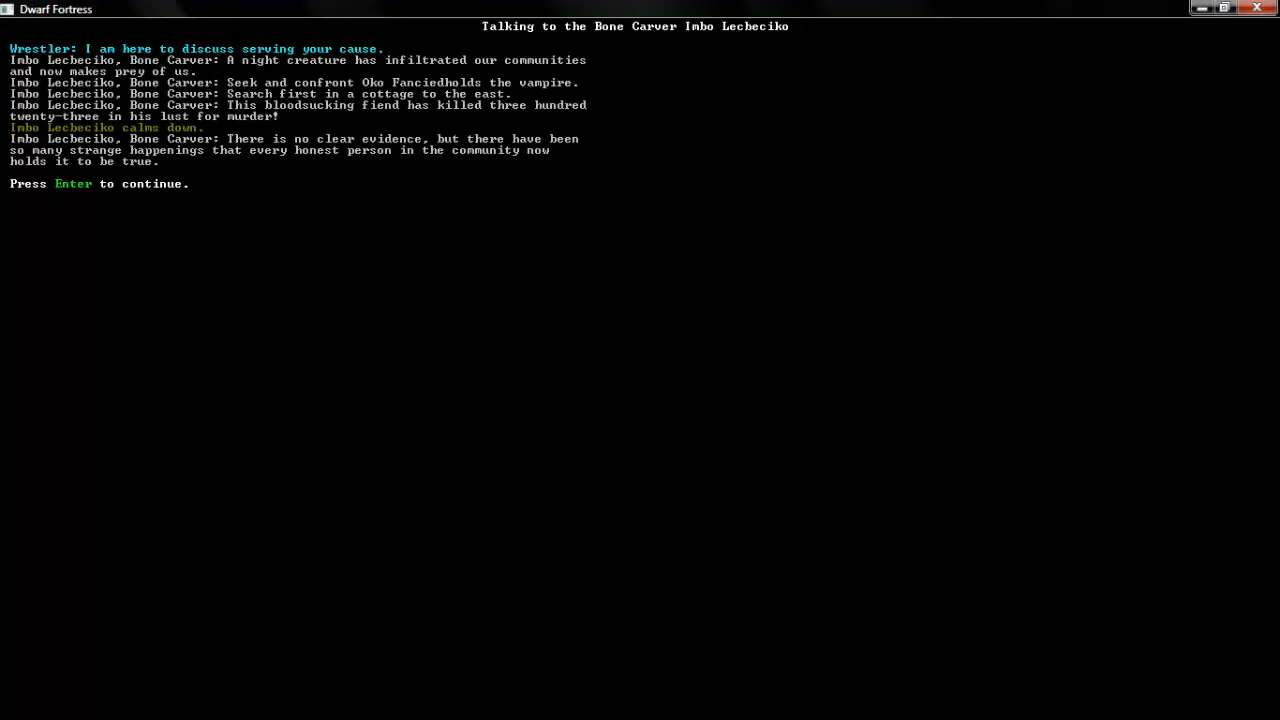 Dwarf Fortress
Talking to the Bone Carver Imbo Lecbeciko
Wrestler: I am here to discuss serving your cause.
Imbo Lecbeciko, Bone Carver: A night creature has infiltrated our communities
and now makes prey of us.
Imbo Lecbeciko, Bone Carver: Seek and confront Oko Fanciedholds the vampire.
Imbo Lecbeciko, Bone Carver: Search first in a cottage to the east.
Imbo Lecbeciko, Bone Carver: This bloodsucking fiend has killed three hundred
twenty-three in his lust for murder!
Imbo Lecbeciko calms down.
Imbo Lecbeciko, Bone Carver: There is no clear evidence, but there have been
so many strange happenings that every honest person in the community now
holds it to be true.
Press Enter to continue.